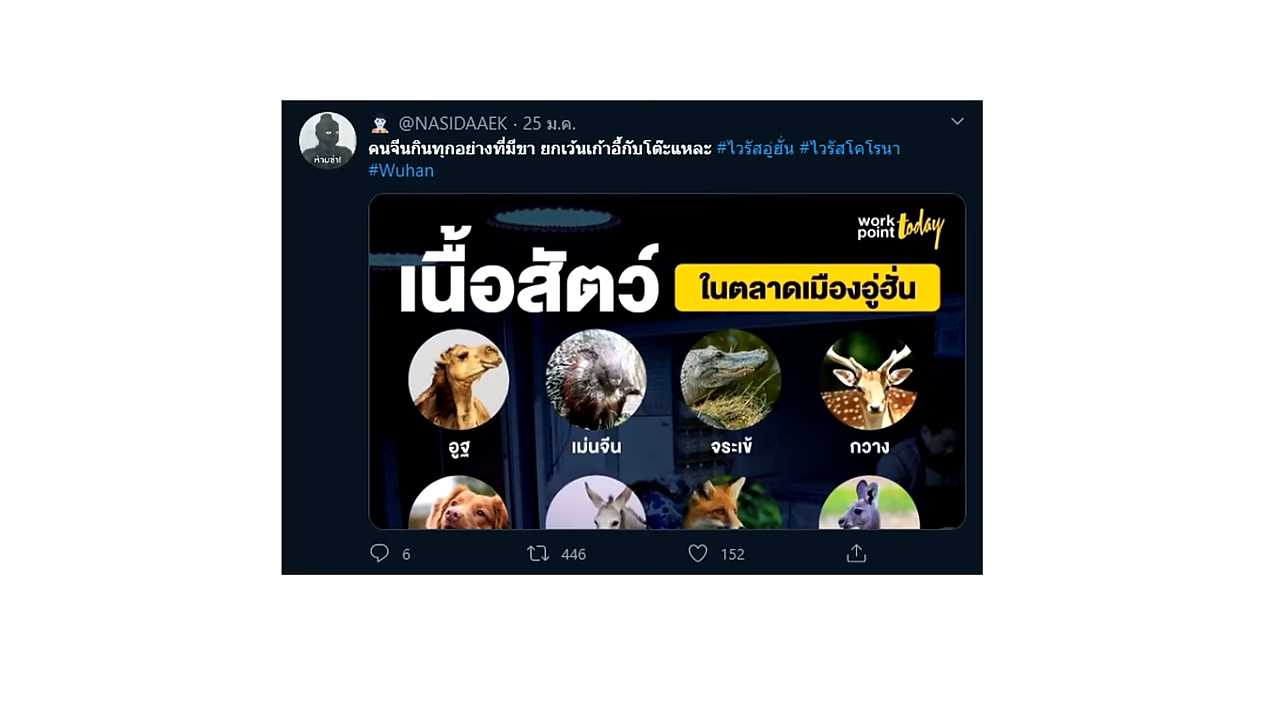 @NASIDAAEK · 25 ม.ค.
คนจีนกินทุกอย่างที่มีขา ยกเว้นเก้าอี้กับโต๊ะแหละ #ไวรัสอู่ฮั่น #ไวรัสโคโรนา
#Wuhan
ห้ามซ่า!
work
point today
เนื้อสัตว์ ในตลาดเมืองอู่ฮั่น
อูฐ เม่นจีน จระเข้ กวาง
6 446 152